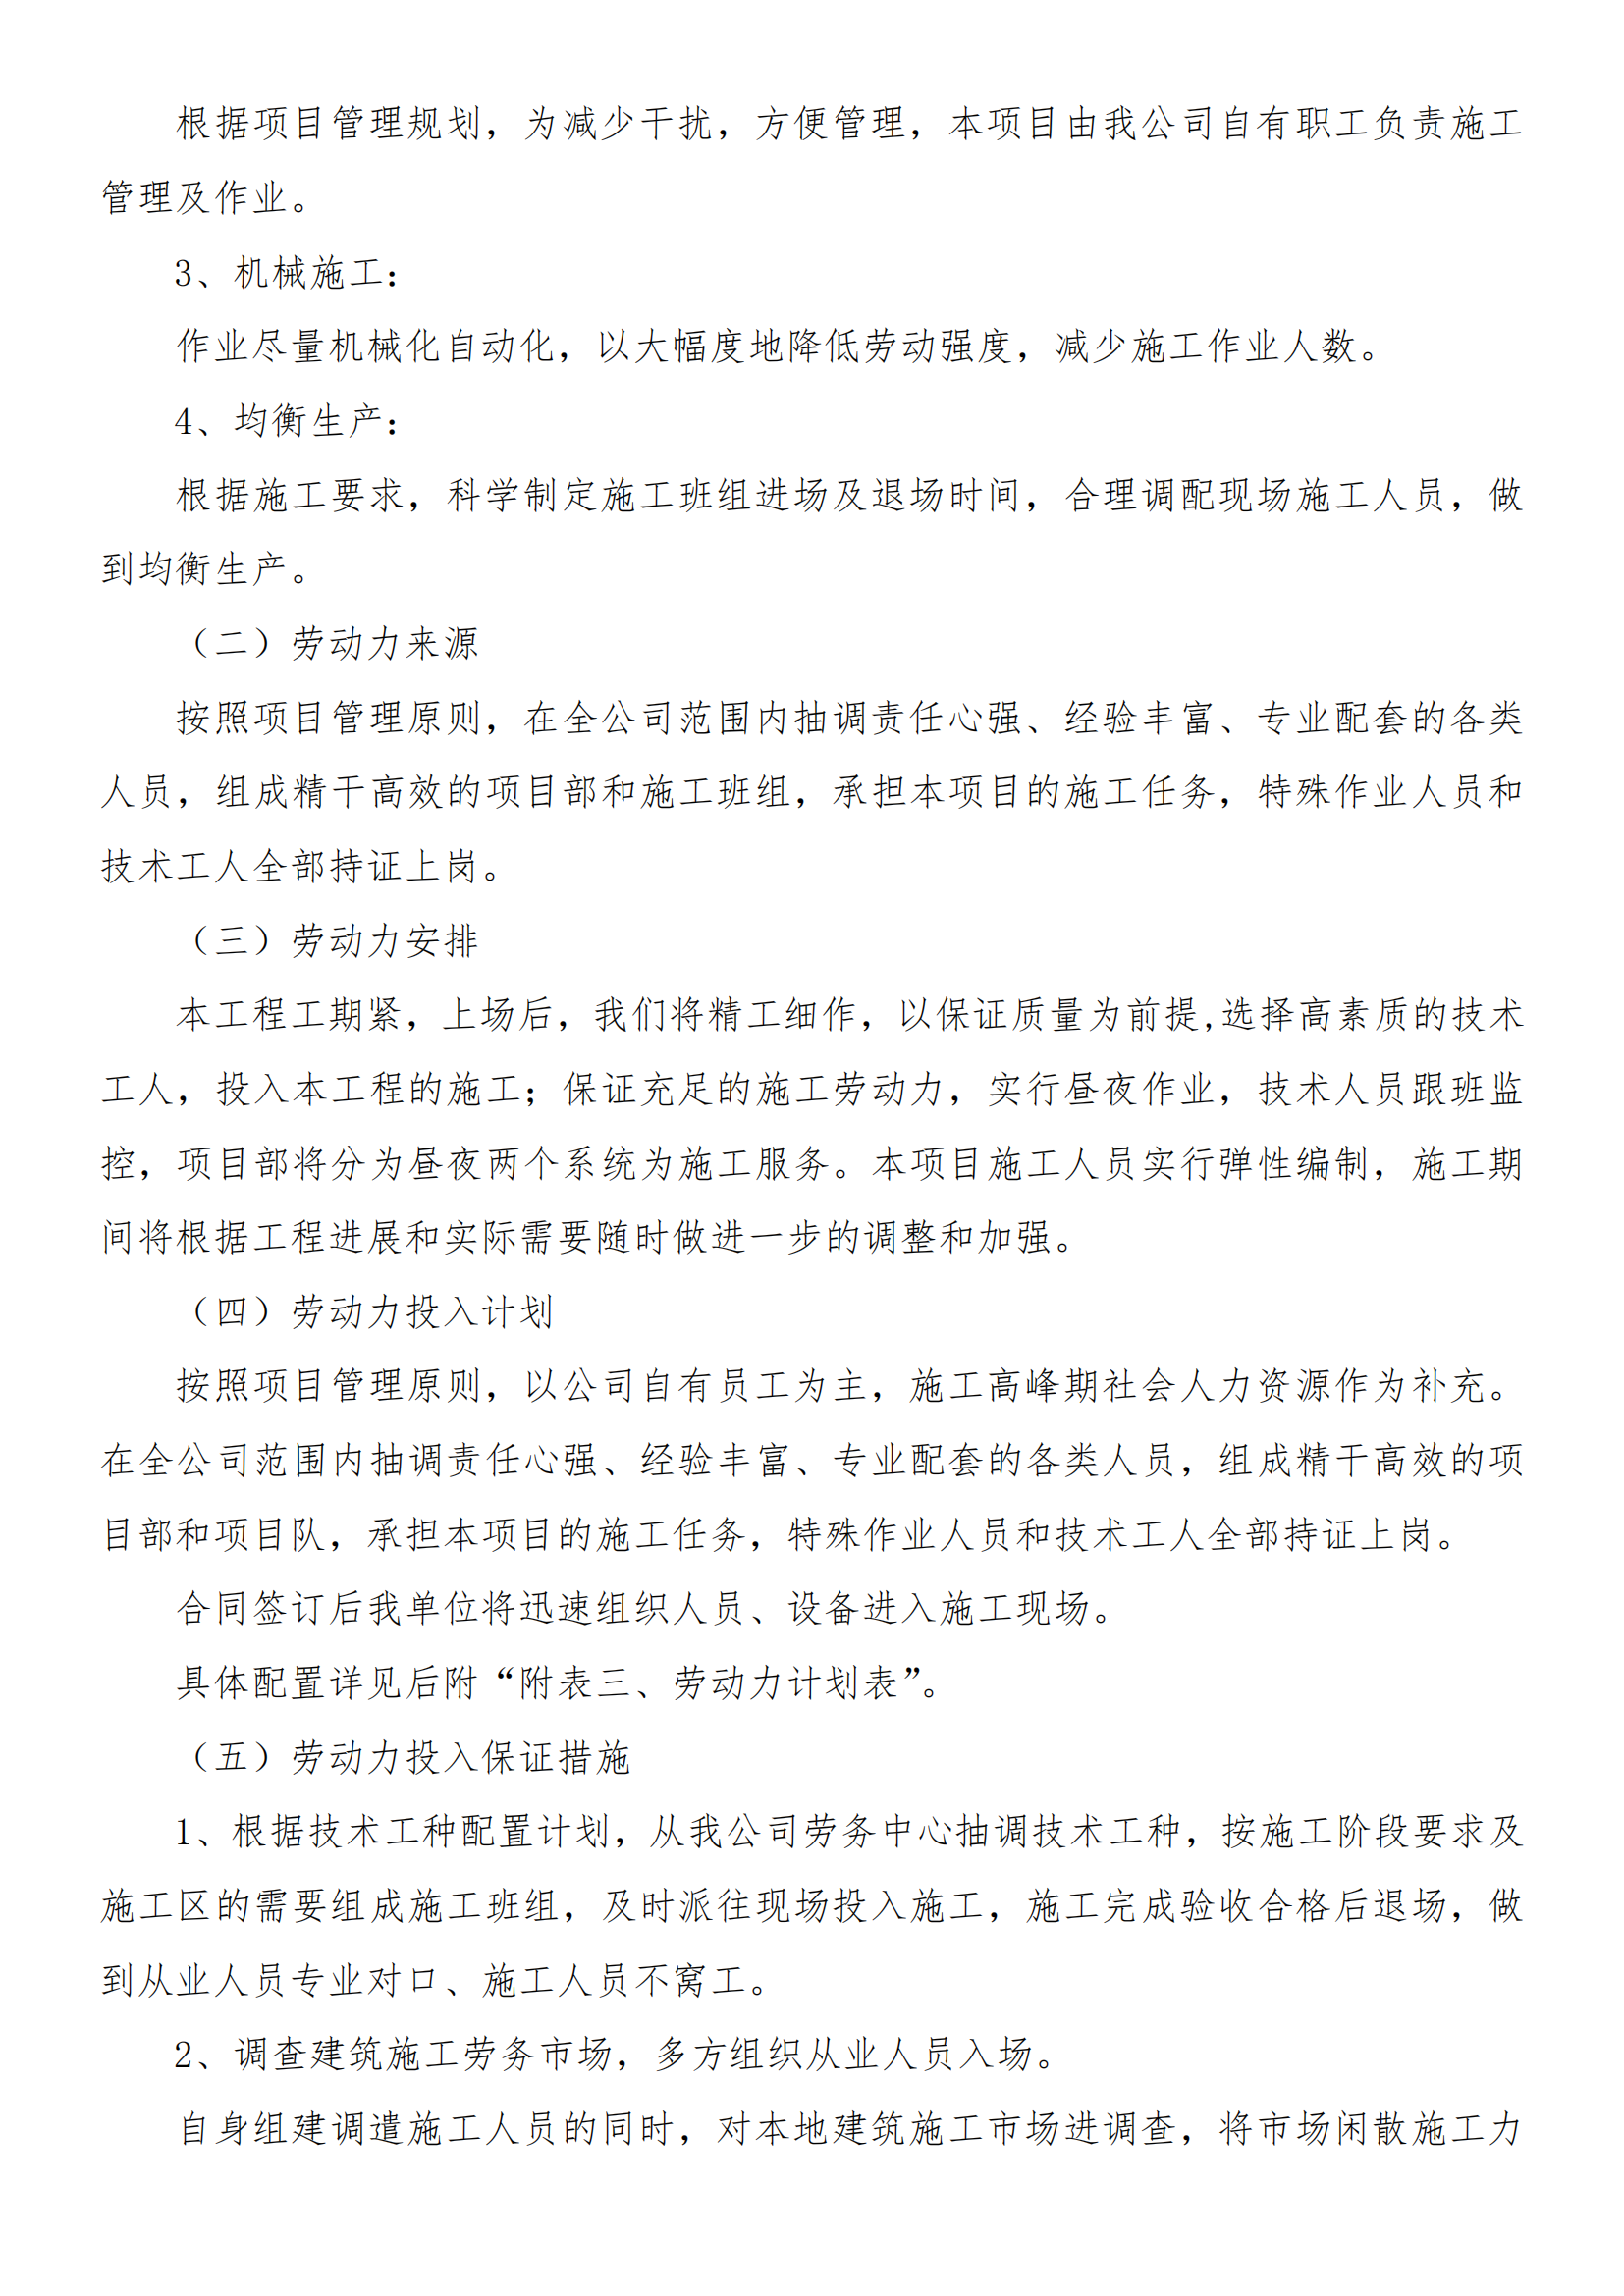 根据项目管理规划，为减少干扰，方便管理，本项目由我公司自有职工负责施工
管理及作业。
3、机械施工：
作业尽量机械化自动化，以大幅度地降低劳动强度，减少施工作业人数。
4、均衡生产：
根据施工要求，科学制定施工班组进场及退场时间，合理调配现场施工人员，做
到均衡生产。
（二）劳动力来源
按照项目管理原则，在全公司范围内抽调责任心强、经验丰富、专业配套的各类
人员，组成精干高效的项目部和施工班组，承担本项目的施工任务，特殊作业人员和
技术工人全部持证上岗。
（三）劳动力安排
本工程工期紧，上场后，我们将精工细作，以保证质量为前提,选择高素质的技术
工人，投入本工程的施工；保证充足的施工劳动力，实行昼夜作业，技术人员跟班监
控，项目部将分为昼夜两个系统为施工服务。本项目施工人员实行弹性编制，施工期
间将根据工程进展和实际需要随时做进一步的调整和加强。
（四）劳动力投入计划
按照项目管理原则，以公司自有员工为主，施工高峰期社会人力资源作为补充。
在全公司范围内抽调责任心强、经验丰富、专业配套的各类人员，组成精干高效的项
目部和项目队，承担本项目的施工任务，特殊作业人员和技术工人全部持证上岗。
合同签订后我单位将迅速组织人员、设备进入施工现场。
具体配置详见后附“附表三、劳动力计划表”。
（五）劳动力投入保证措施
1、根据技术工种配置计划，从我公司劳务中心抽调技术工种，按施工阶段要求及
施工区的需要组成施工班组，及时派往现场投入施工，施工完成验收合格后退场，做
到从业人员专业对口、施工人员不窝工。
2、调查建筑施工劳务市场，多方组织从业人员入场。
自身组建调遣施工人员的同时，对本地建筑施工市场进调查，将市场闲散施工力